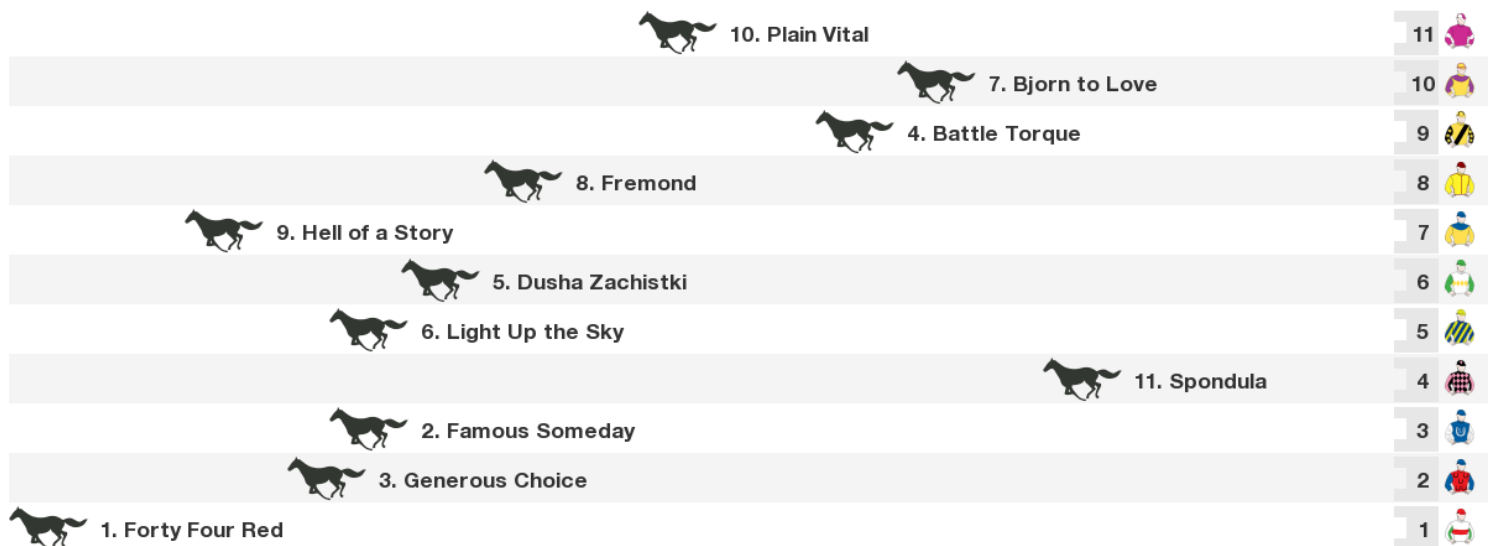 10. Plain Vital 11
7. Bjorn to Love 10
4. Battle Torque 9
8. Fremond 8
9. Hell of a Story 7
5. Dusha Zachistki 6
6. Light Up the Sky 5
11. Spondula 4
2. Famous Someday 3
3. Generous Choice 2
1. Forty Four Red 1